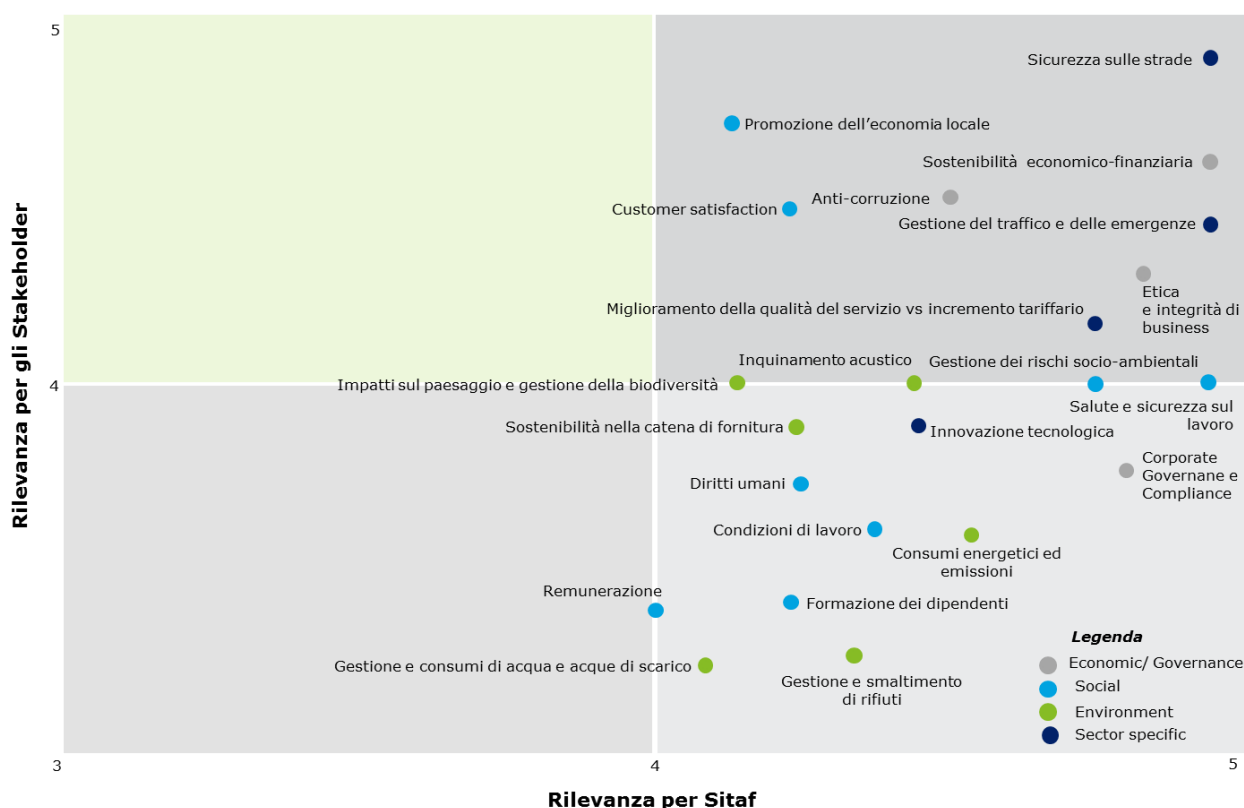 5
Sicurezza sulle strade
Promozione dell'economia locale
Sostenibilità economico-finanziaria
Anti-corruzione
Customer satisfaction
Gestione del traffico e delle emergenze
Etica
e integrità di
business
Miglioramento della qualità del servizio vs incremento tariffario
Inquinamento acustico
Gestione dei rischi socio-ambientali
4
Impatti sul paesaggio e gestione della biodiversità
Salute e sicurezza sul
lavoro
Sostenibilità nella catena di fornitura
Innovazione tecnologica
Corporate
Governane e
Compliance
Diritti umani
Condizioni di lavoro
Consumi energetici ed
emissioni
Remunerazione
Formazione dei dipendenti
Gestione e consumi di acqua e acque di scarico
Gestione e smaltimento
di rifiuti
Legenda
Economic/ Governance
Social
Environment
Sector specific
3
4
5
Rilevanza per Sitaf
Rilevanza per gli Stakeholder